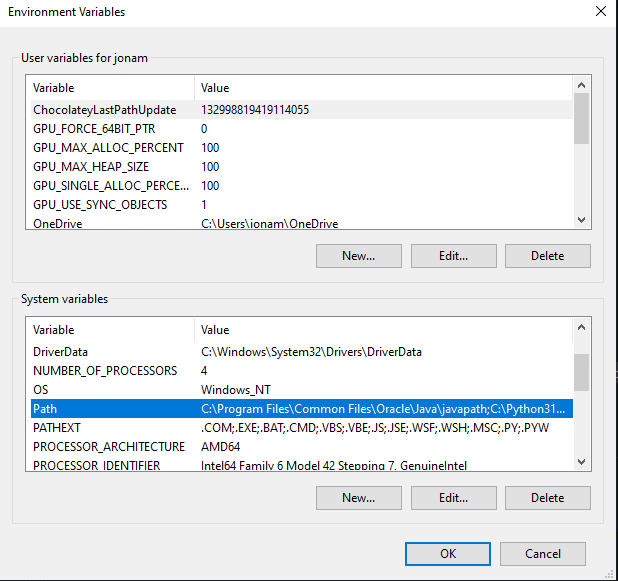 Environment Variables
User variables for jonam
Variable Value
ChocolateyLastPathUpdate 132998819419114055
GPU_FORCE_64BIT_PTR 0
GPU_MAX_ALLOC_PERCENT 100
GPU_MAX_HEAP_SIZE 100
GPU_SINGLE_ALLOC_PERCE... 100
GPU_USE_SYNC_OBJECTS 1
OneDrive C:\Users\jonam\OneDrive
New... Edit... Delete
System variables
Variable Value
DriverData C:\Windows\System32\Drivers\DriverData
NUMBER_OF_PROCESSORS 4
OS Windows_NT
Path C:\Program Files\Common Files\Oracle\Java\javapath;C:\Python31...
PATHEXT .COM;.EXE;.BAT;.CMD;.VBS;.VBE;.JS;.JSE;.WSF;.WSH;.MSC;.PY;.PYW
PROCESSOR_ARCHITECTURE AMD64
PROCESSOR_IDENTIFIER Intel64 Family 6 Model 42 Stepping 7, GenuineIntel
New... Edit... Delete
OK Cancel